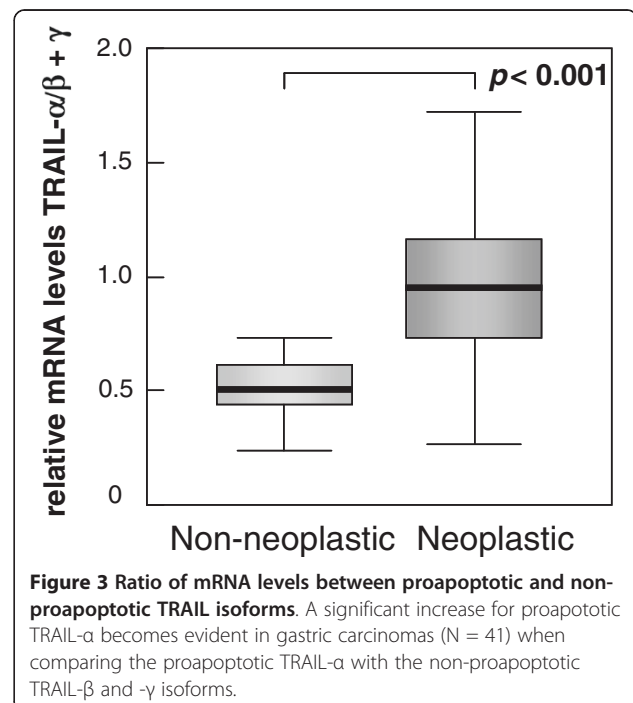 relative mRNA levels TRAIL-α/β + γ
2.0
1.5
1.0
0.5
0
p< 0.001
Non-neoplastic Neoplastic
Figure 3 Ratio of mRNA levels between proapoptotic and non-
proapoptotic TRAIL isoforms. A significant increase for proapototic
TRAIL-α becomes evident in gastric carcinomas (N = 41) when
comparing the proapoptotic TRAIL-α with the non-proapoptotic
TRAIL-β and -γ isoforms.